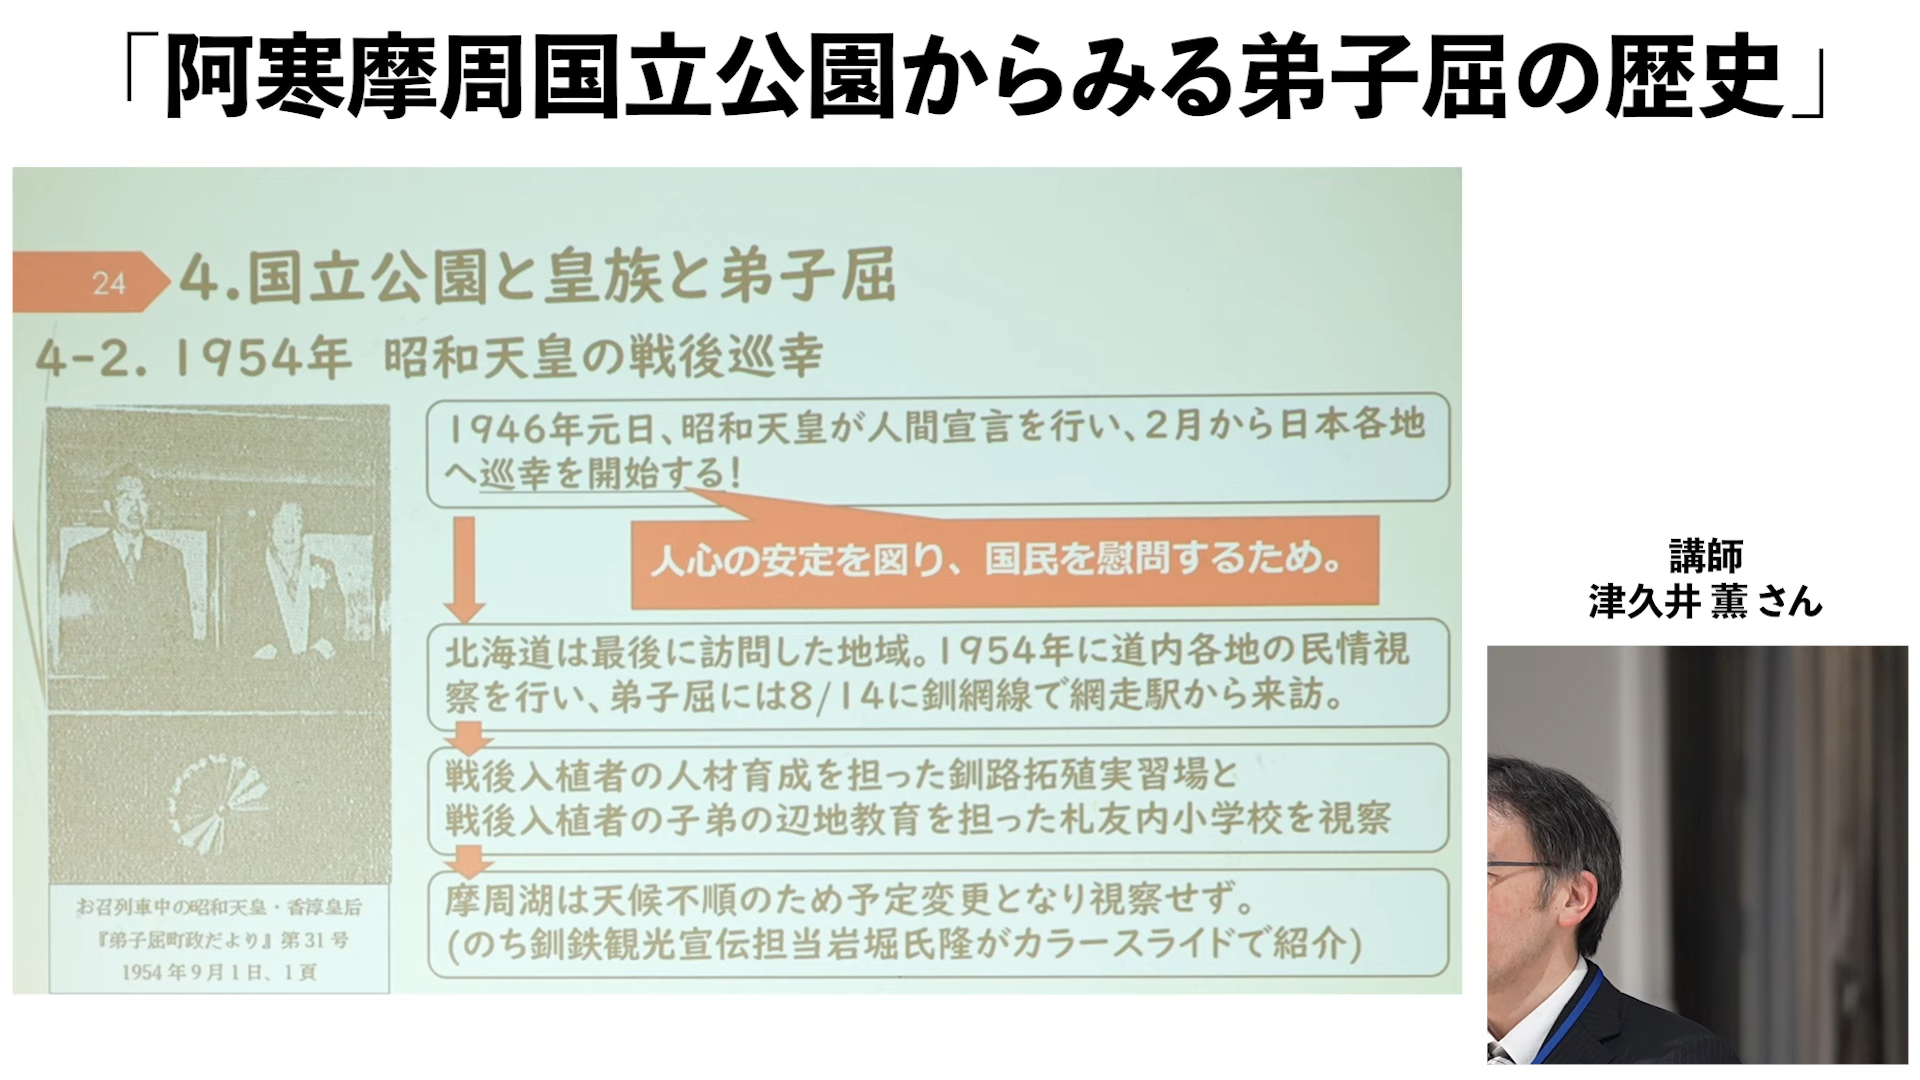 「阿寒摩周国立公園からみる弟子屈の歴史」
24
4.国立公園と皇族と弟子屈
4-2. 1954年 昭和天皇の戦後巡幸
1946年元日、昭和天皇が人間宣言を行い、2月から日本各地
へ巡幸を開始する!
人心の安定を図り、国民を慰問するため。
北海道は最後に訪問した地域。1954年に道内各地の民情視
察を行い、弟子屈には8/14に釧網線で網走駅から来訪。
戦後入植者の人材育成を担った釧路拓殖実習場と
戦後入植者の子弟の辺地教育を担った札友内小学校を視察
摩周湖は天候不順のため予定変更となり視察せず。
(のち釧鉄観光宣伝担当岩堀氏隆がカラースライドで紹介)
お召列車中の昭和天皇・香淳皇后
『弟子屈町政だより』第31号
1954年9月1日、1頁
講師
津久井 薫 さん